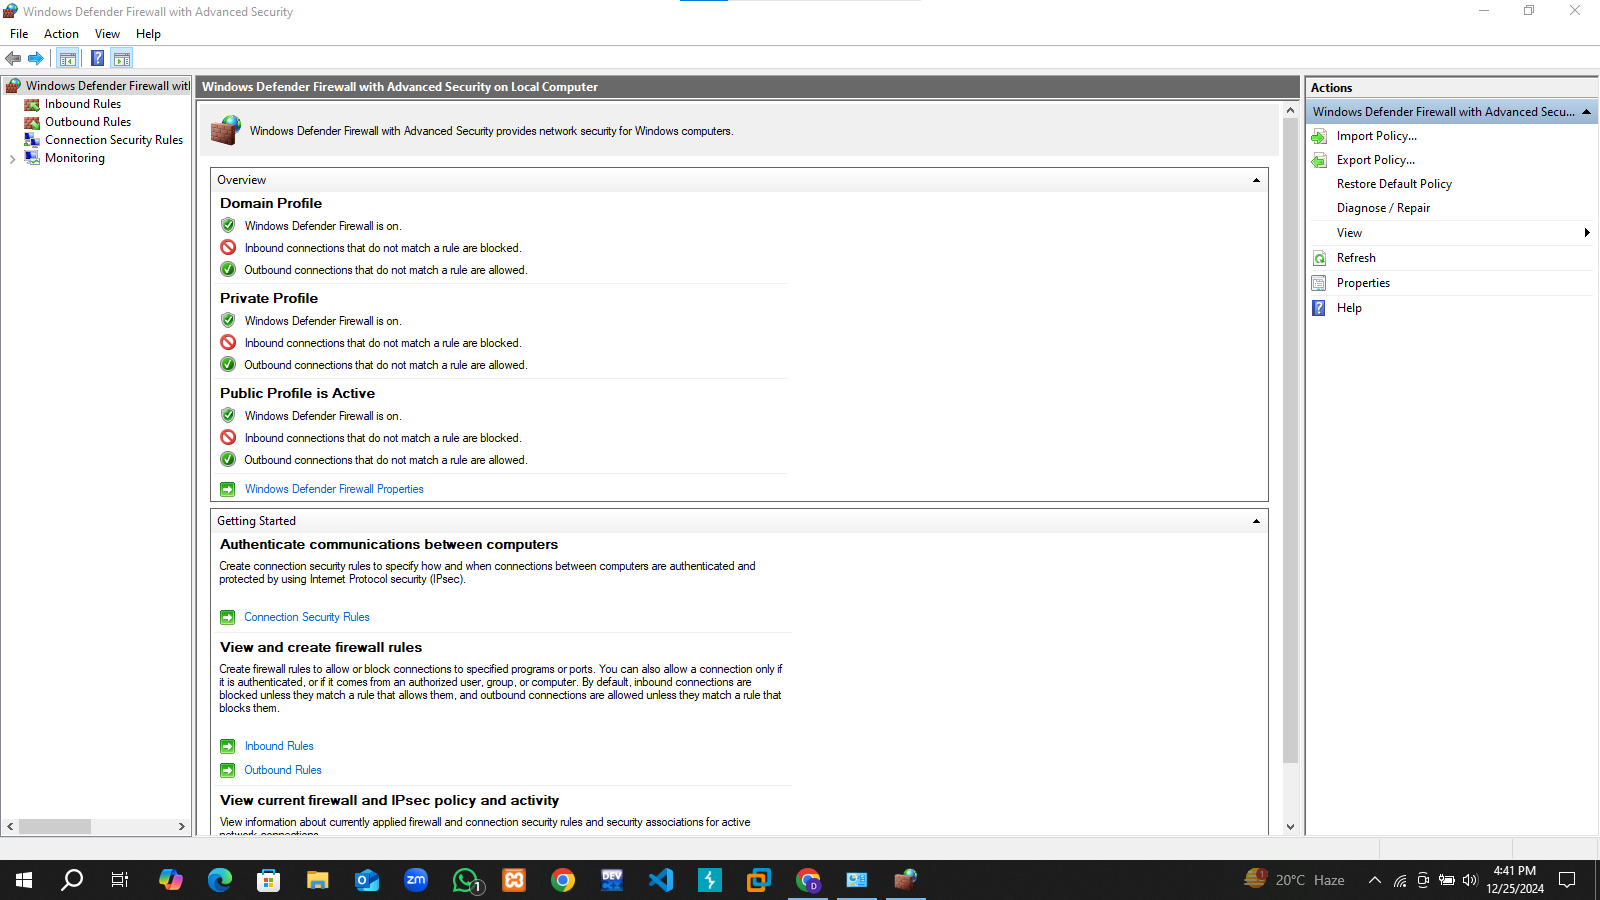 Windows Defender Firewall with Advanced Security
File Action View Help
Windows Defender Firewall wit
Inbound Rules
Outbound Rules
Connection Security Rules
Monitoring
Windows Defender Firewall with Advanced Security on Local Computer
Windows Defender Firewall with Advanced Security provides network security for Windows computers.
Overview
Domain Profile
Windows Defender Firewall is on.
Inbound connections that do not match a rule are blocked.
Outbound connections that do not match a rule are allowed.
Private Profile
Windows Defender Firewall is on.
Inbound connections that do not match a rule are blocked.
Outbound connections that do not match a rule are allowed.
Public Profile is Active
Windows Defender Firewall is on.
Inbound connections that do not match a rule are blocked.
Outbound connections that do not match a rule are allowed.
Windows Defender Firewall Properties
Getting Started
Authenticate communications between computers
Create connection security rules to specify how and when connections between computers are authenticated and
protected by using Internet Protocol security (IPsec).
Connection Security Rules
View and create firewall rules
Create firewall rules to allow or block connections to specified programs or ports. You can also allow a connection only if
it is authenticated, or if it comes from an authorized user, group, or computer. By default, inbound connections are
blocked unless they match a rule that allows them, and outbound connections are allowed unless they match a rule that
blocks them.
Inbound Rules
Outbound Rules
View current firewall and IPsec policy and activity
View information about currently applied firewall and connection security rules and security associations for active
network connections
Actions
Windows Defender Firewall with Advanced Secu...
Import Policy...
Export Policy...
Restore Default Policy
Diagnose / Repair
View
Refresh
Properties
Help
zm
1
DEV
D
1
20°C Haze
4:41 PM
12/25/2024